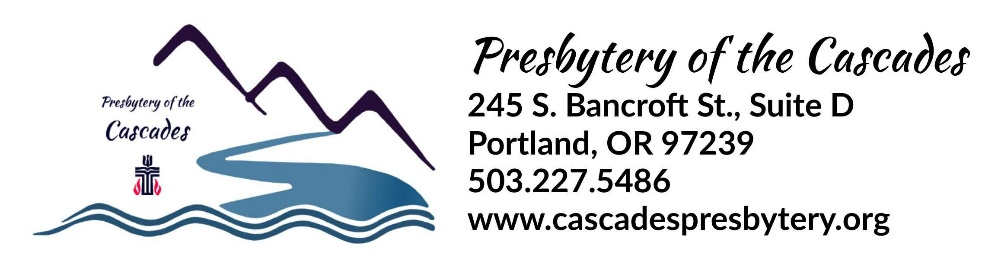 Presbytery of the
Cascades
Presbytery of the Cascades
245 S. Bancroft St., Suite D
Portland, OR 97239
503.227.5486
www.cascadespresbytery.org